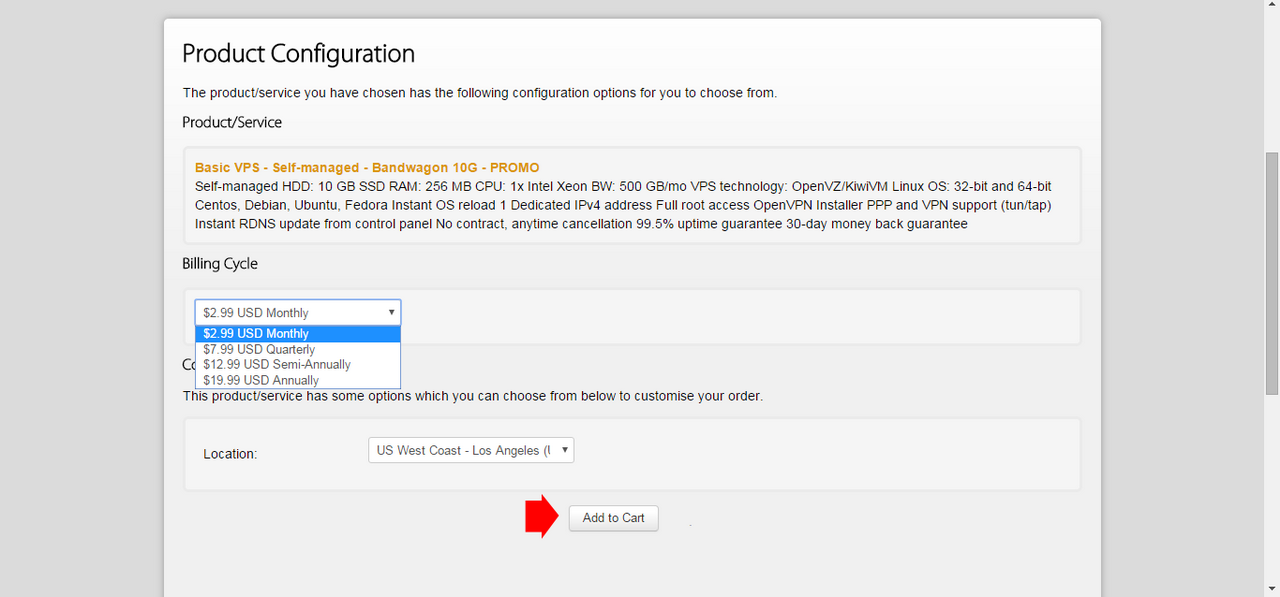 Product Configuration
The product/service you have chosen has the following configuration options for you to choose from.
Product/Service
Basic VPS - Self-managed - Bandwagon 10G - PROMO
Self-managed HDD: 10 GB SSD RAM: 256 MB CPU: 1x Intel Xeon BW: 500 GB/mo VPS technology: OpenVZ/KiwiVM Linux OS: 32-bit and 64-bit
Centos, Debian, Ubuntu, Fedora Instant OS reload 1 Dedicated IPv4 address Full root access OpenVPN Installer PPP and VPN support (tun/tap)
Instant RDNS update from control panel No contract, anytime cancellation 99.5% uptime guarantee 30-day money back guarantee
Billing Cycle
$2.99 USD Monthly
$2.99 USD Monthly
$7.99 USD Quarterly
$12.99 USD Semi-Annually
$19.99 USD Annually
This product/service has some options which you can choose from below to customise your order.
Location:
US West Coast - Los Angeles (
Add to Cart